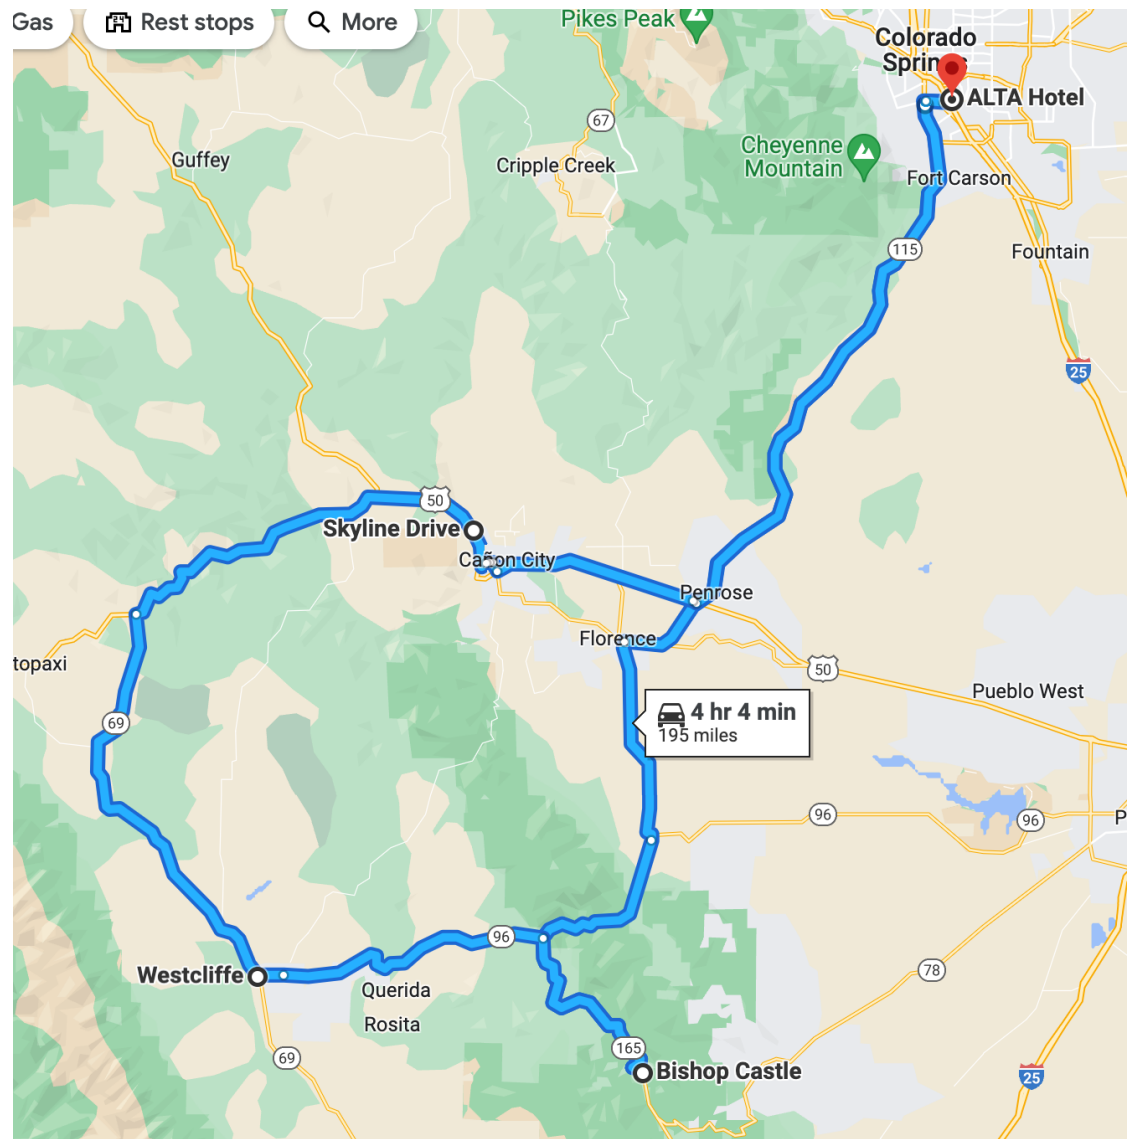 Gas
Rest stops
More
Pikes Peak
Colorado
Springs
ALTA Hotel
67
Cheyenne
Mountain
Guffey
Cripple Creek
Fort Carson
115
Fountain
25
50
Skyline Drive
Cañon City
Penrose
Florence
topaxi
50
Pueblo West
4 hr 4 min
195 miles
69
96
96
P
96
Westcliffe
78
Querida
Rosita
165
69
Bishop Castle
25